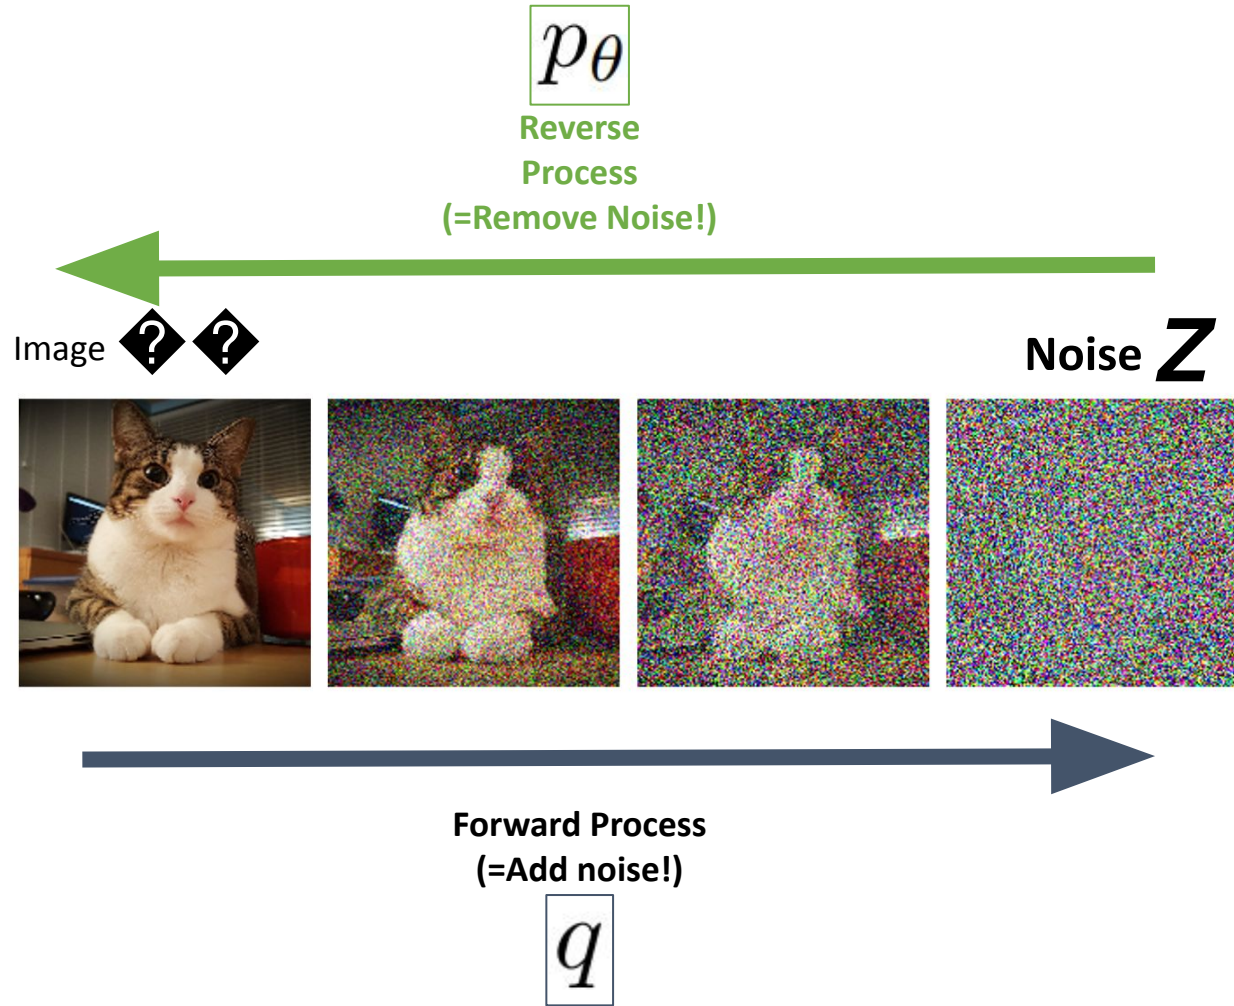 pθ
Reverse
Process
(=Remove Noise!)
Image ��
Noise Z
Forward Process
(=Add noise!)
q